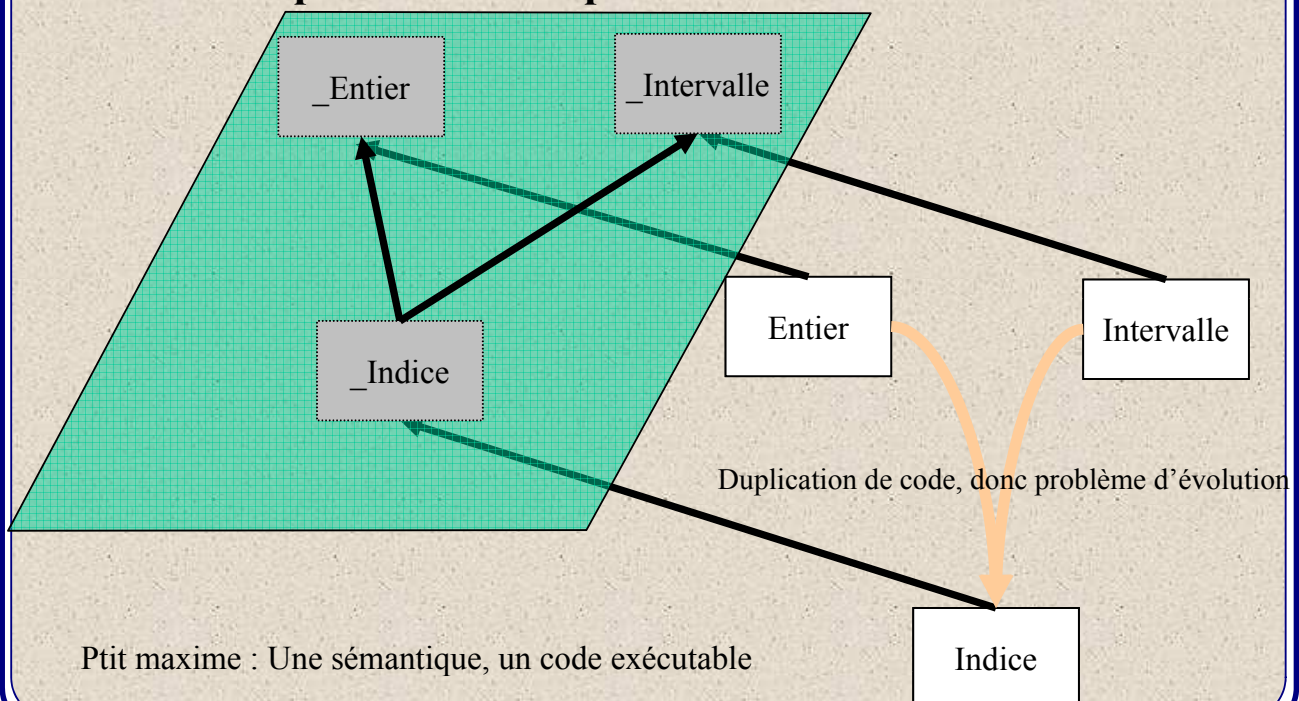 _Entier
_Intervalle
_Indice
Entier
Intervalle
Duplication de code, donc problème d’évolution
Ptit maxime : Une sémantique, un code exécutable
Indice